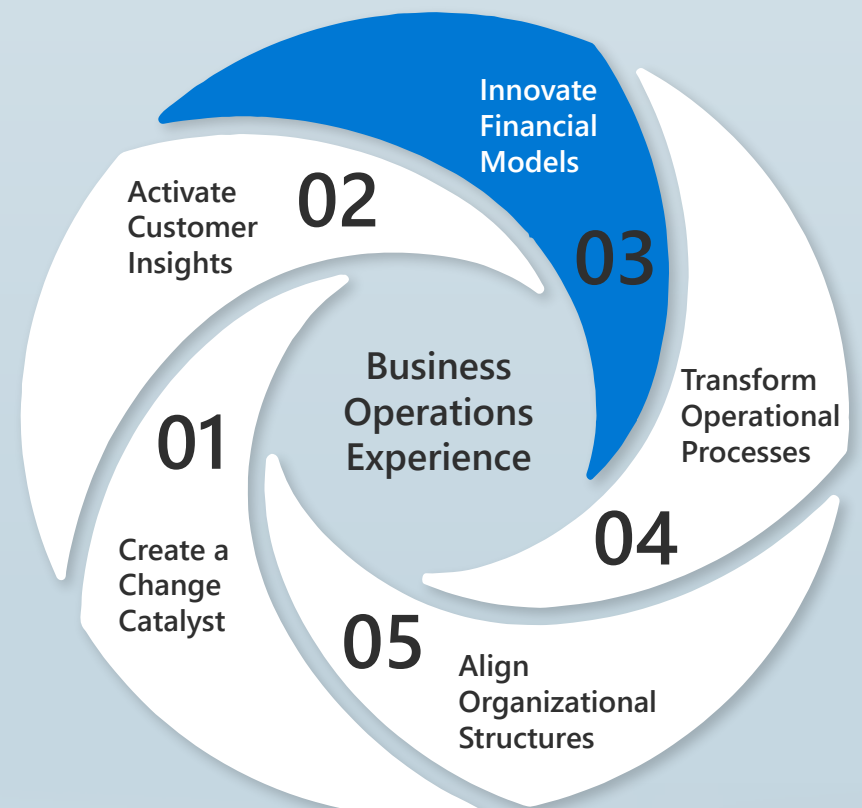 Innovate
Financial
Models
03
Activate
Customer
Insights
02
Business
Operations
Experience
Transform
Operational
Processes
04
01
Create a
Change
Catalyst
05
Align
Organizational
Structures